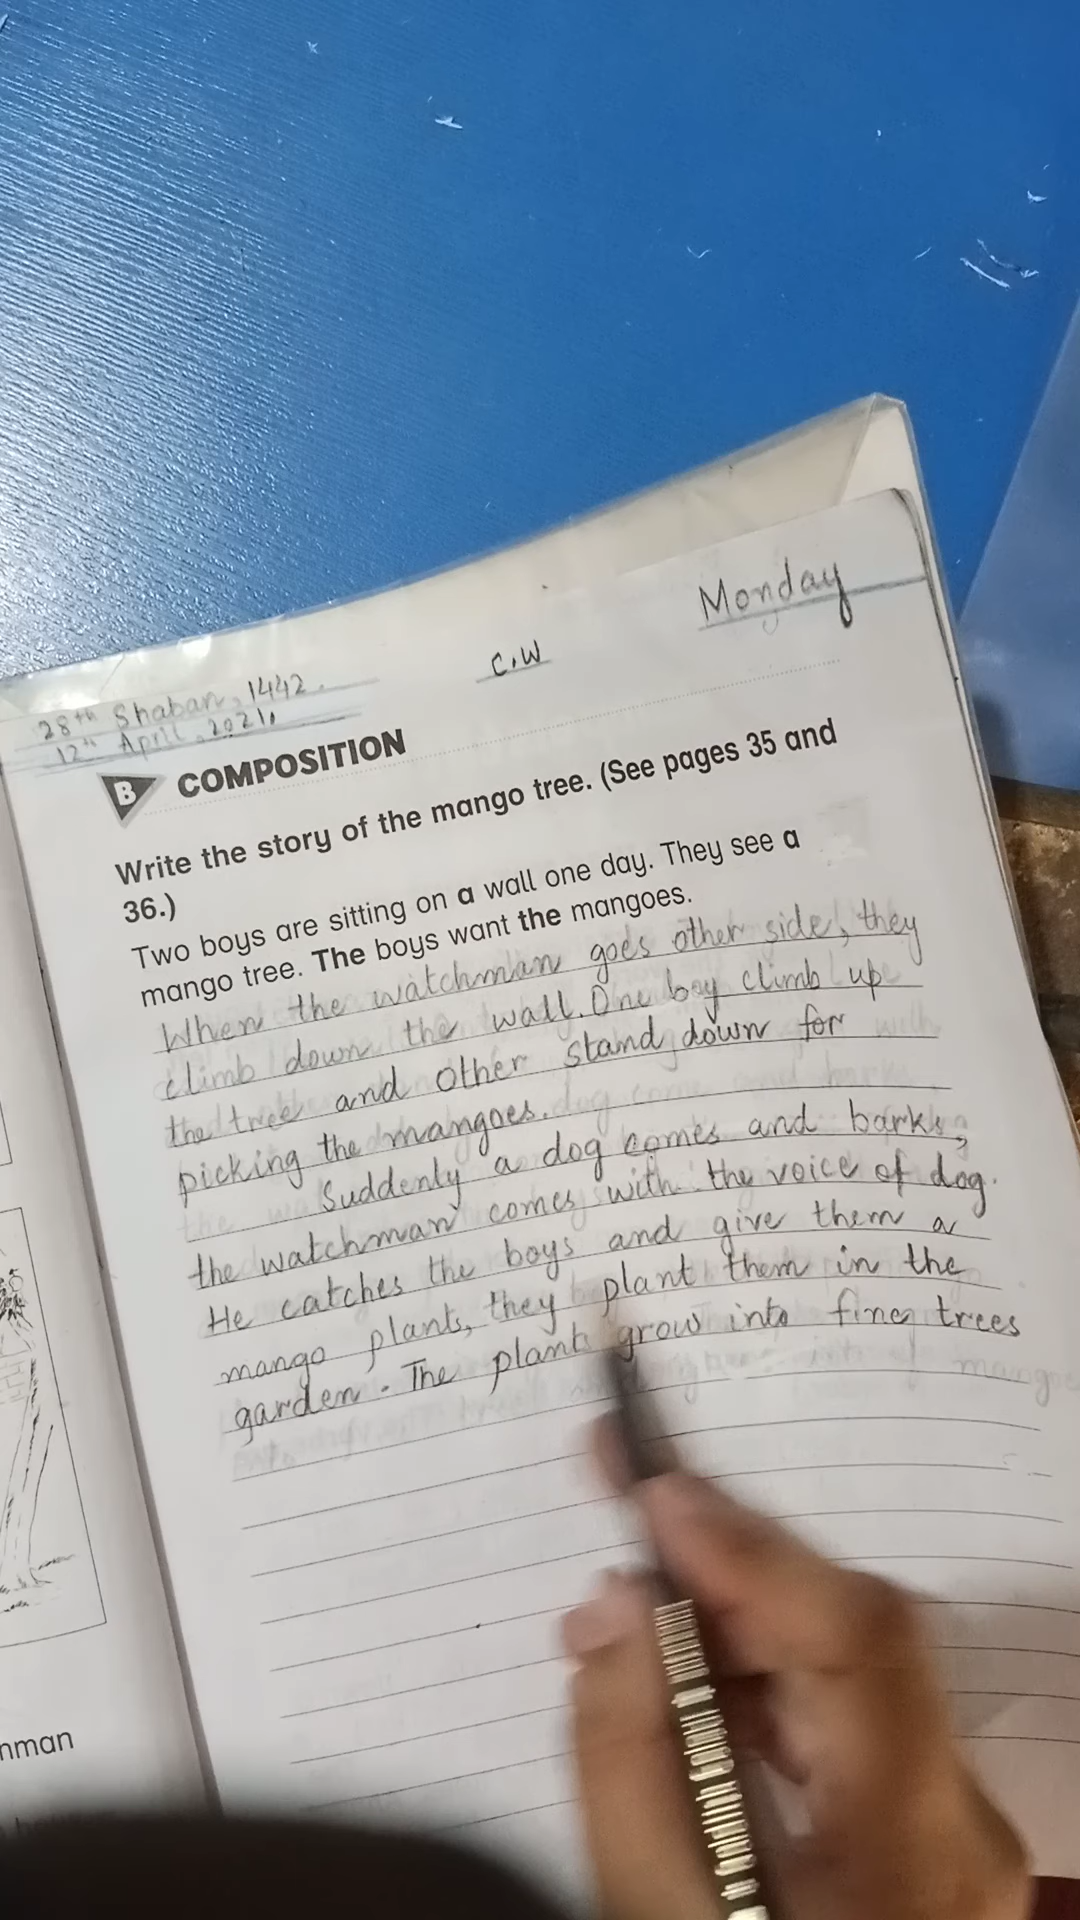 Monday
C.W
28th Shaban, 1442.
12th April, 2021.
B COMPOSITION
Write the story of the mango tree. (See pages 35 and
36.)
Two boys are sitting on a wall one day. They see a
mango tree. The boys want the mangoes.
When the watchman goes other side, they
climb down the wall. One boy climb up
the tree and other stand down for
picking the mangoes.
Suddenly a dog comes and barks,
the watchman comes with the voice of dog.
He catches the boys and give them a
mango plants, they plant them in the
garden. The plants grow into fine trees
nman